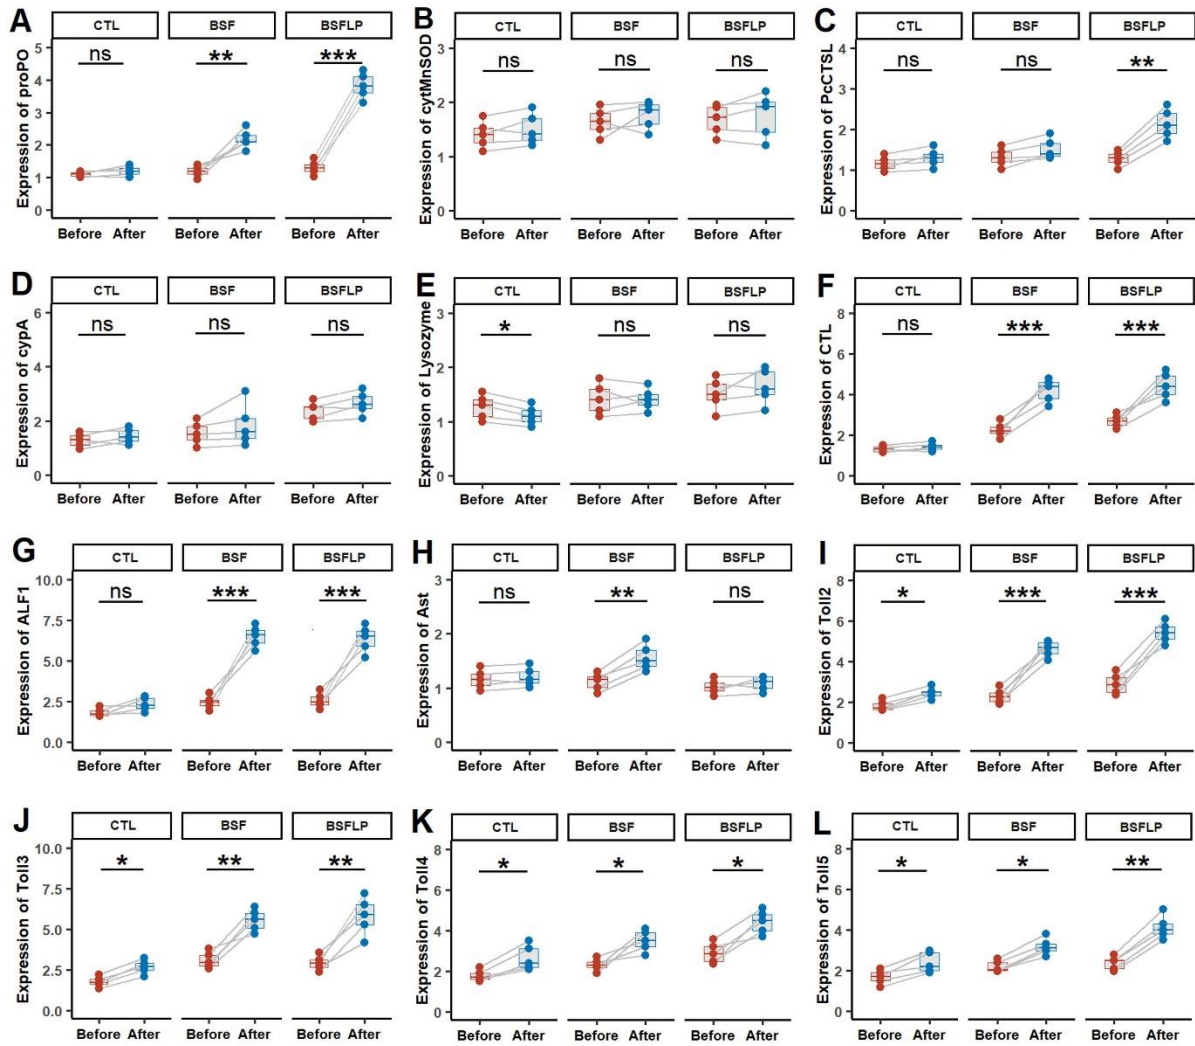 A
CTL BSF BSFLP
Expression of proPO
5
4
3
2
1
0
ns ** ***
Before After Before After Before After
B
CTL BSF BSFLP
Expression of cytMnSOD
3
2
1
0
ns ns ns
Before After Before After Before After
C
CTL BSF BSFLP
Expression of PcCTSL
4
3
2
1
0
ns ns **
Before After Before After Before After
D
CTL BSF BSFLP
Expression of cypA
6
4
2
0
ns ns ns
Before After Before After Before After
E
CTL BSF BSFLP
Expression of Lysozyme
3
2
1
0
* ns ns
Before After Before After Before After
F
CTL BSF BSFLP
Expression of CTL
8
6
4
2
0
ns *** ***
Before After Before After Before After
G
CTL BSF BSFLP
Expression of ALF1
10.0
7.5
5.0
2.5
0.0
ns *** ***
Before After Before After Before After
H
CTL BSF BSFLP
Expression of Ast
3
2
1
0
ns ** ns
Before After Before After Before After
I
CTL BSF BSFLP
Expression of Toll2
8
6
4
2
0
* *** ***
Before After Before After Before After
J
CTL BSF BSFLP
Expression of Toll3
10.0
7.5
5.0
2.5
0.0
* ** **
Before After Before After Before After
K
CTL BSF BSFLP
Expression of Toll4
8
6
4
2
0
* * *
Before After Before After Before After
L
CTL BSF BSFLP
Expression of Toll5
8
6
4
2
0
* * **
Before After Before After Before After